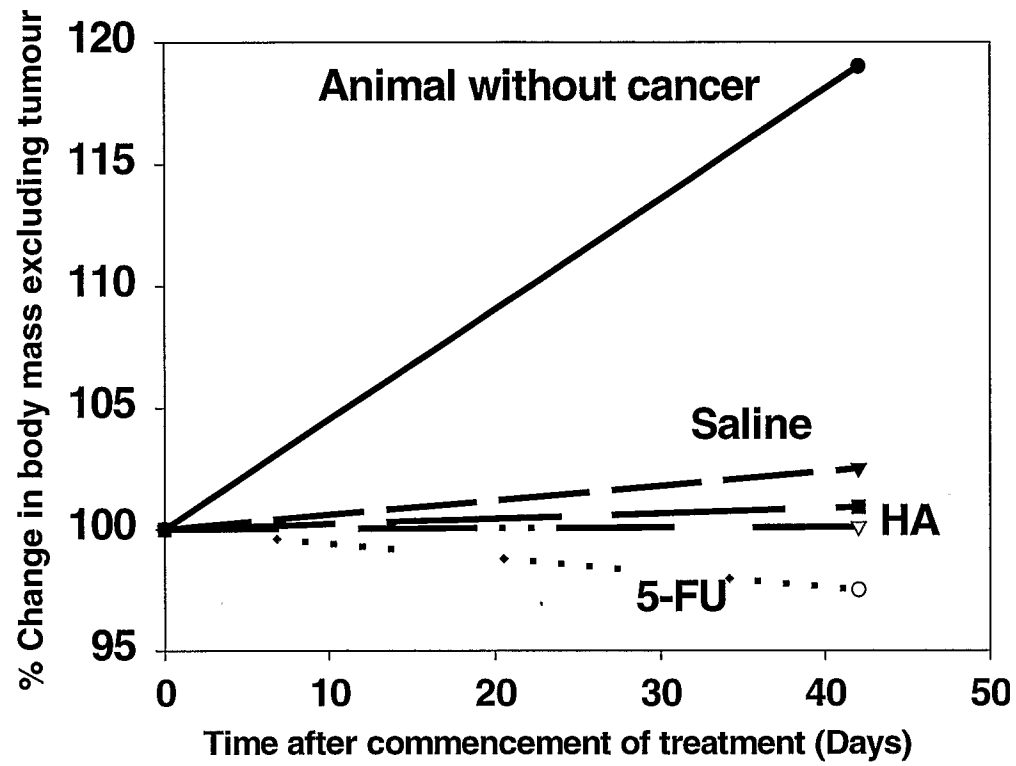 % Change in body mass excluding tumour
120
115
110
105
100
95
Animal without cancer
Saline
HA
5-FU
0 10 20 30 40 50
Time after commencement of treatment (Days)